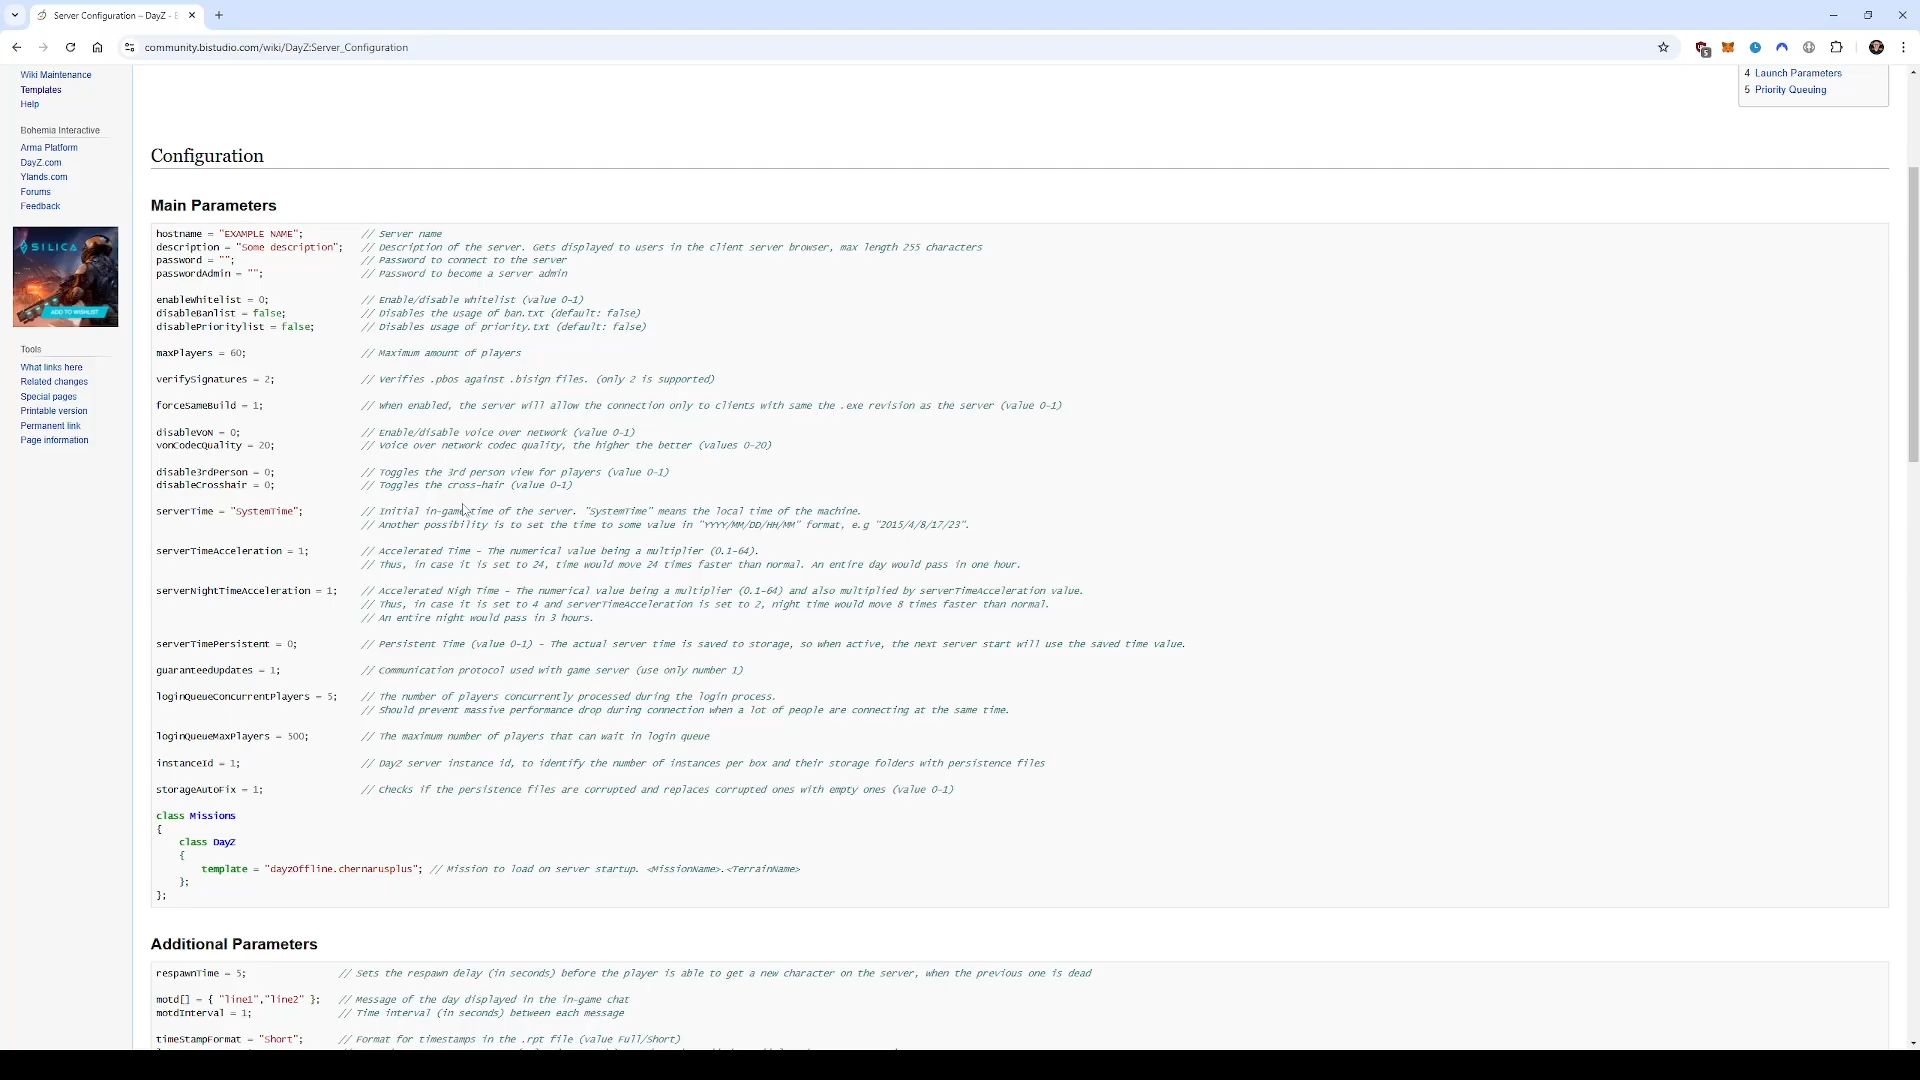 Server Configuration – DayZ - B
community.bistudio.com/wiki/DayZ:Server_Configuration
5
Wiki Maintenance
Templates
Help
Bohemia Interactive
Arma Platform
DayZ.com
Ylands.com
Forums
Feedback
SILICA
ADD TO WISHLIST
Tools
What links here
Related changes
Special pages
Printable version
Permanent link
Page information
4 Launch Parameters
5 Priority Queuing
Configuration
Main Parameters
hostname = "EXAMPLE NAME"; // Server name
description = "Some description"; // Description of the server. Gets displayed to users in the client server browser, max length 255 characters
password = ""; // Password to connect to the server
passwordAdmin = ""; // Password to become a server admin
enableWhitelist = 0; // Enable/disable whitelist (value 0-1)
disableBanlist = false; // Disables the usage of ban.txt (default: false)
disablePrioritylist = false; // Disables usage of priority.txt (default: false)
maxPlayers = 60; // Maximum amount of players
verifySignatures = 2; // Verifies .pbos against .bisign files. (only 2 is supported)
forceSameBuild = 1; // When enabled, the server will allow the connection only to clients with same the .exe revision as the server (value 0-1)
disableVoN = 0; // Enable/disable voice over network (value 0-1)
vonCodecQuality = 20; // Voice over network codec quality, the higher the better (values 0-20)
disable3rdPerson = 0; // Toggles the 3rd person view for players (value 0-1)
disableCrosshair = 0; // Toggles the cross-hair (value 0-1)
serverTime = "SystemTime"; // Initial in-game time of the server. "SystemTime" means the local time of the machine.
// Another possibility is to set the time to some value in "YYYY/MM/DD/HH/MM" format, e.g "2015/4/8/17/23".
serverTimeAcceleration = 1; // Accelerated Time - The numerical value being a multiplier (0.1-64).
// Thus, in case it is set to 24, time would move 24 times faster than normal. An entire day would pass in one hour.
serverNightTimeAcceleration = 1; // Accelerated Nigh Time - The numerical value being a multiplier (0.1-64) and also multiplied by serverTimeAcceleration value.
// Thus, in case it is set to 4 and serverTimeAcceleration is set to 2, night time would move 8 times faster than normal.
// An entire night would pass in 3 hours.
serverTimePersistent = 0; // Persistent Time (value 0-1) - The actual server time is saved to storage, so when active, the next server start will use the saved time value.
guaranteedUpdates = 1; // Communication protocol used with game server (use only number 1)
loginQueueConcurrentPlayers = 5; // The number of players concurrently processed during the login process.
// Should prevent massive performance drop during connection when a lot of people are connecting at the same time.
loginQueueMaxPlayers = 500; // The maximum number of players that can wait in login queue
instanceId = 1; // DayZ server instance id, to identify the number of instances per box and their storage folders with persistence files
storageAutoFix = 1; // Checks if the persistence files are corrupted and replaces corrupted ones with empty ones (value 0-1)
class Missions
{
class DayZ
{
template = "dayzOffline.chernarusplus"; // Mission to load on server startup. <MissionName>.<TerrainName>
};
};
Additional Parameters
respawnTime = 5; // Sets the respawn delay (in seconds) before the player is able to get a new character on the server, when the previous one is dead
motd[] = { "line1","line2" }; // Message of the day displayed in the in-game chat
motdInterval = 1; // Time interval (in seconds) between each message
timeStampFormat = "Short"; // Format for timestamps in the .rpt file (value Full/Short)